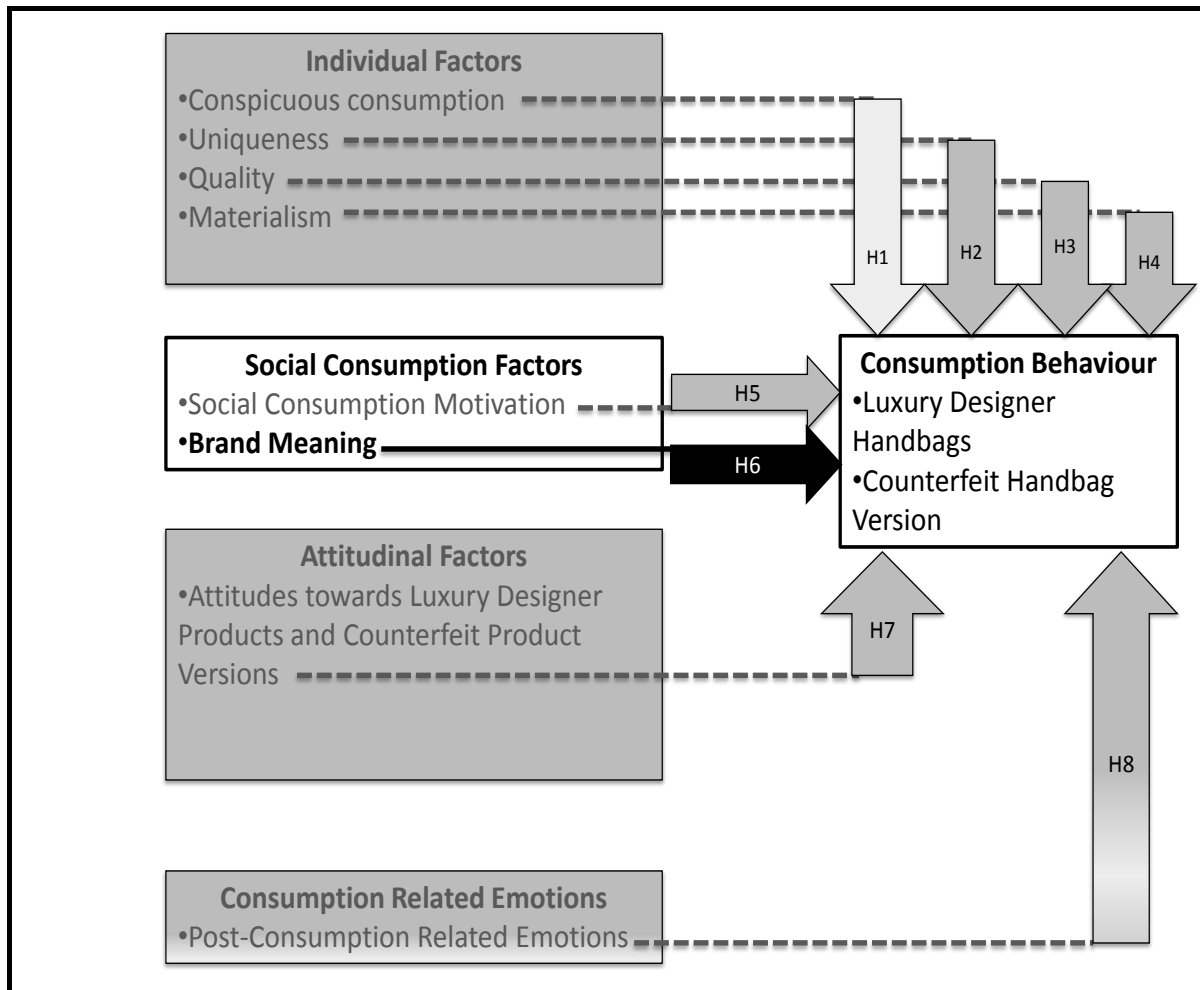 Individual Factors
•Conspicuous consumption
•Uniqueness
•Quality
•Materialism
H1
H2
H3
H4
Social Consumption Factors
•Social Consumption Motivation
•Brand Meaning
H5
H6
Consumption Behaviour
•Luxury Designer
Handbags
•Counterfeit Handbag
Version
Attitudinal Factors
•Attitudes towards Luxury Designer
Products and Counterfeit Product
Versions
H7
H8
Consumption Related Emotions
•Post-Consumption Related Emotions